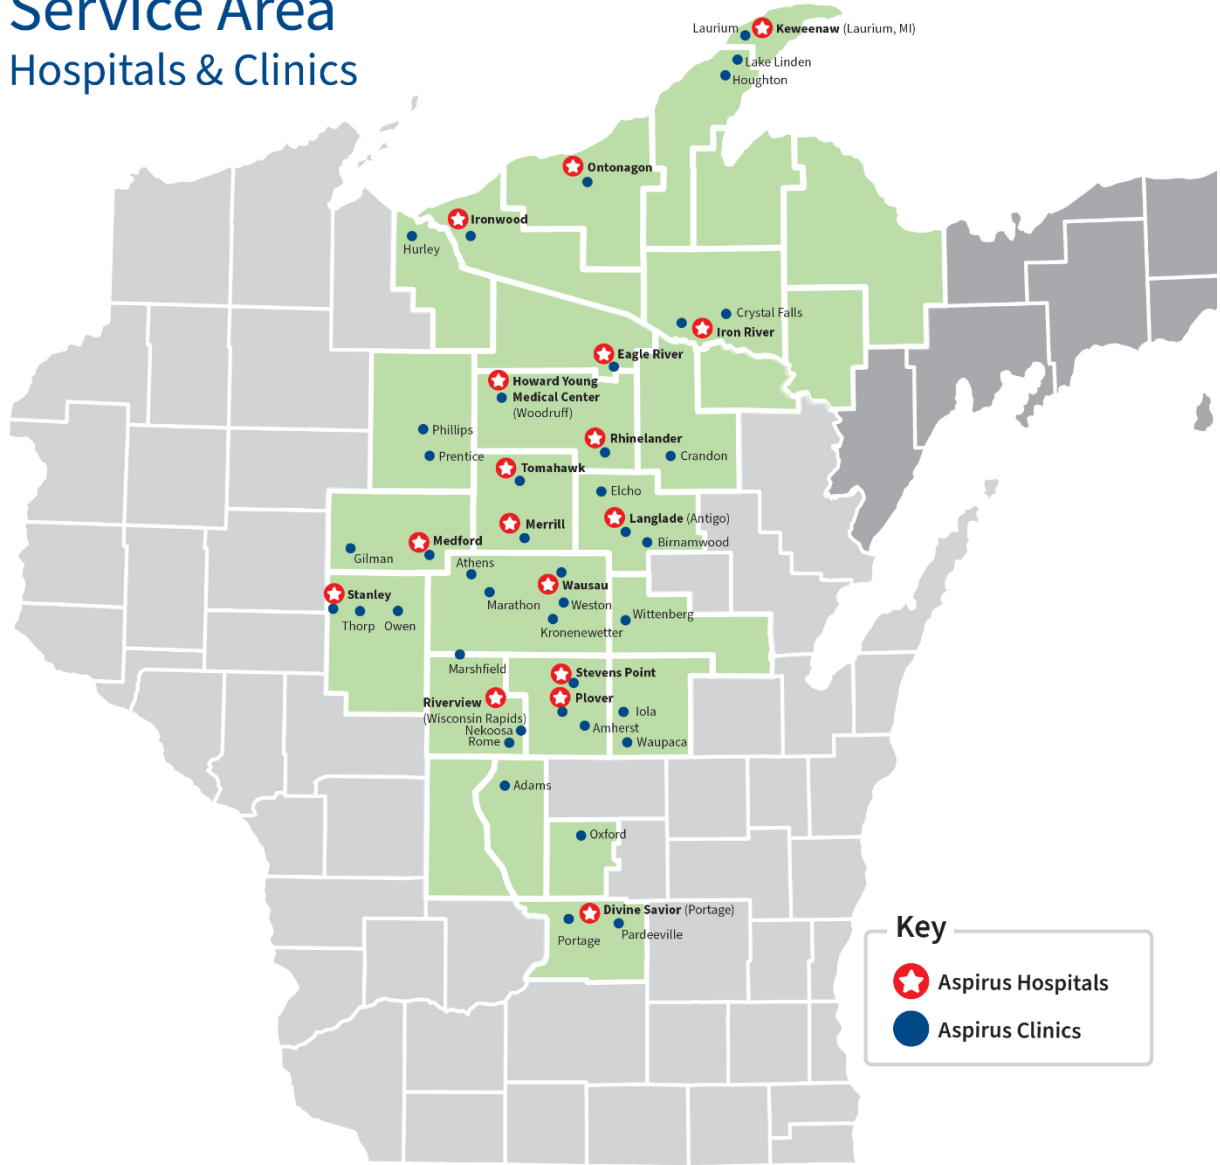 Service Area
Hospitals & Clinics
Laurium
Keweenaw (Laurium, MI)
Lake Linden
Houghton
Ontonagon
Ironwood
Hurley
Crystal Falls
Iron River
Eagle River
Howard Young
Medical Center
(Woodruff)
Phillips
Rhinelander
Prentice
Crandon
Tomahawk
Elcho
Langlade (Antigo)
Merrill
Medford
Birnamwood
Gilman
Athens
Wausau
Stanley
Marathon
Weston
Wittenberg
Thorp
Owen
Kronenewetter
Marshfield
Stevens Point
Plover
Riverview
(Wisconsin Rapids)
Iola
Nekoosa
Amherst
Rome
Waupaca
Adams
Oxford
Divine Savior (Portage)
Portage
Pardeeville
Key
Aspirus Hospitals
Aspirus Clinics